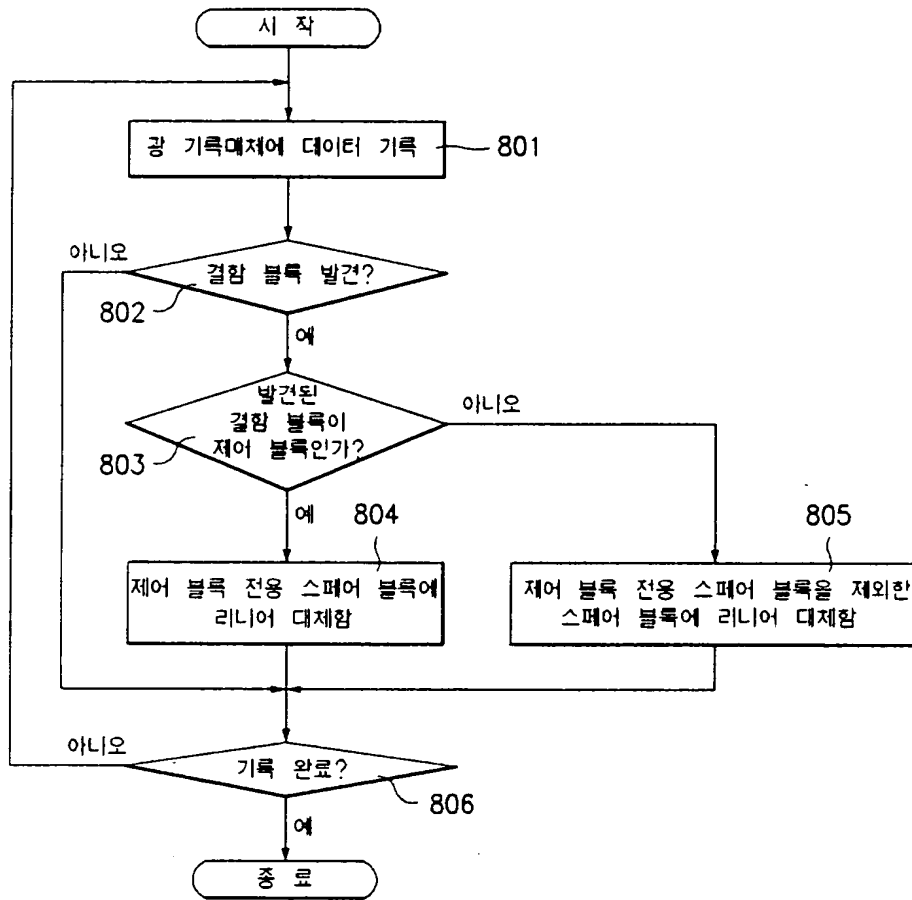 시 작
광 기록매체에 데이터 기록
801
아니오
결함 블록 발견?
802
예
발견된
결함 블록이
제어 블록인가?
아니오
803
예
804
805
제어 블록 전용 스페어 블록에
리니어 대체함
제어 블록 전용 스페어 블록을 제외한
스페어 블록에 리니어 대체함
아니오
기록 완료?
806
예
종 료